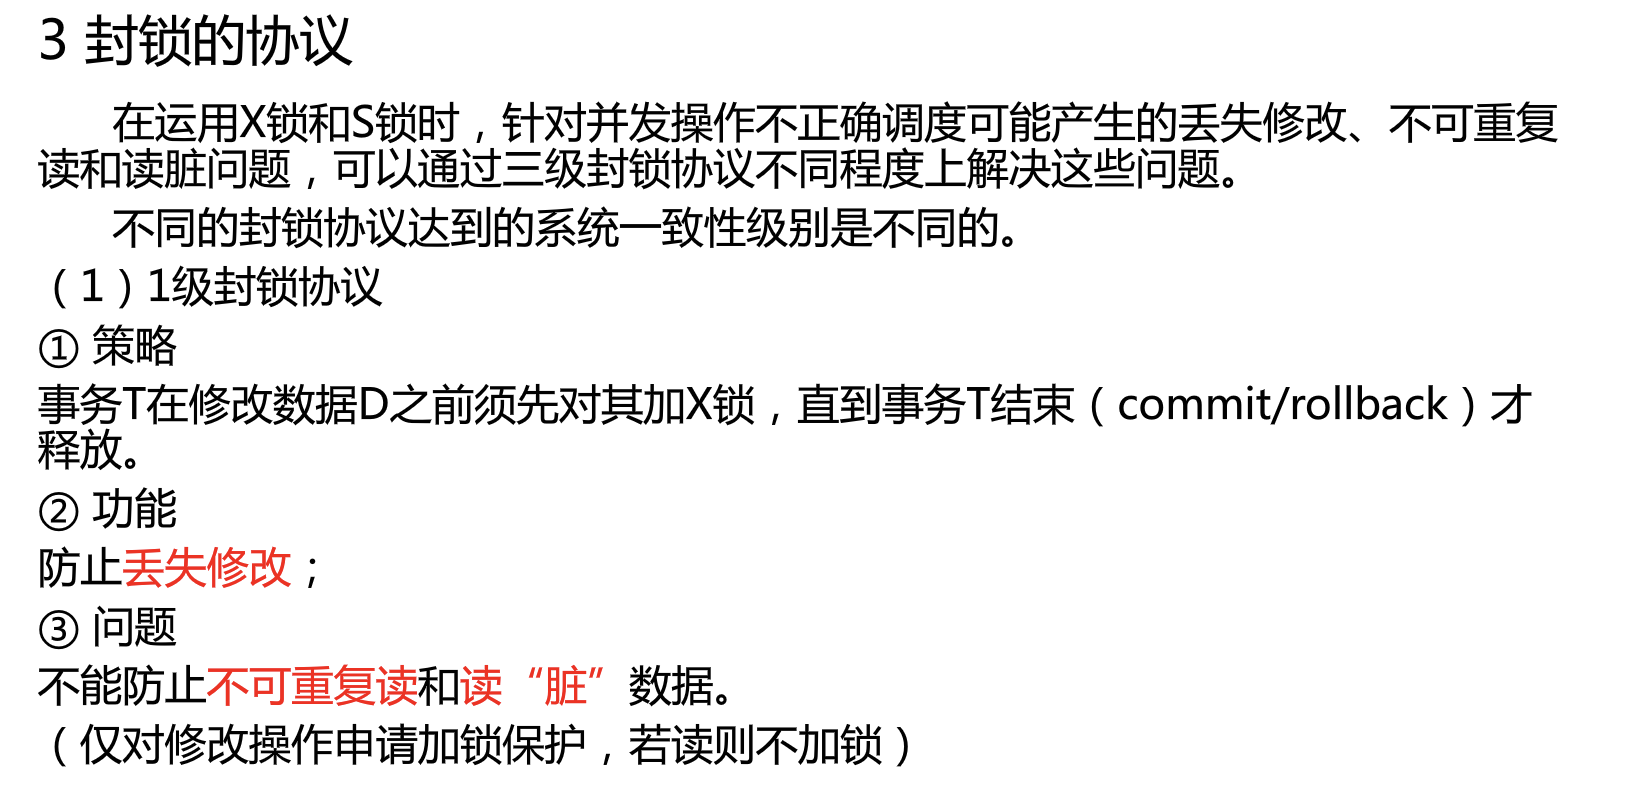 3 封锁的协议
在运用X锁和S锁时，针对并发操作不正确调度可能产生的丢失修改、不可重复
读和读脏问题，可以通过三级封锁协议不同程度上解决这些问题。
不同的封锁协议达到的系统一致性级别是不同的。
（1）1级封锁协议
① 策略
事务T在修改数据D之前须先对其加X锁，直到事务T结束（commit/rollback）才
释放。
② 功能
防止丢失修改；
③ 问题
不能防止不可重复读和读“脏”数据。
（仅对修改操作申请加锁保护，若读则不加锁）